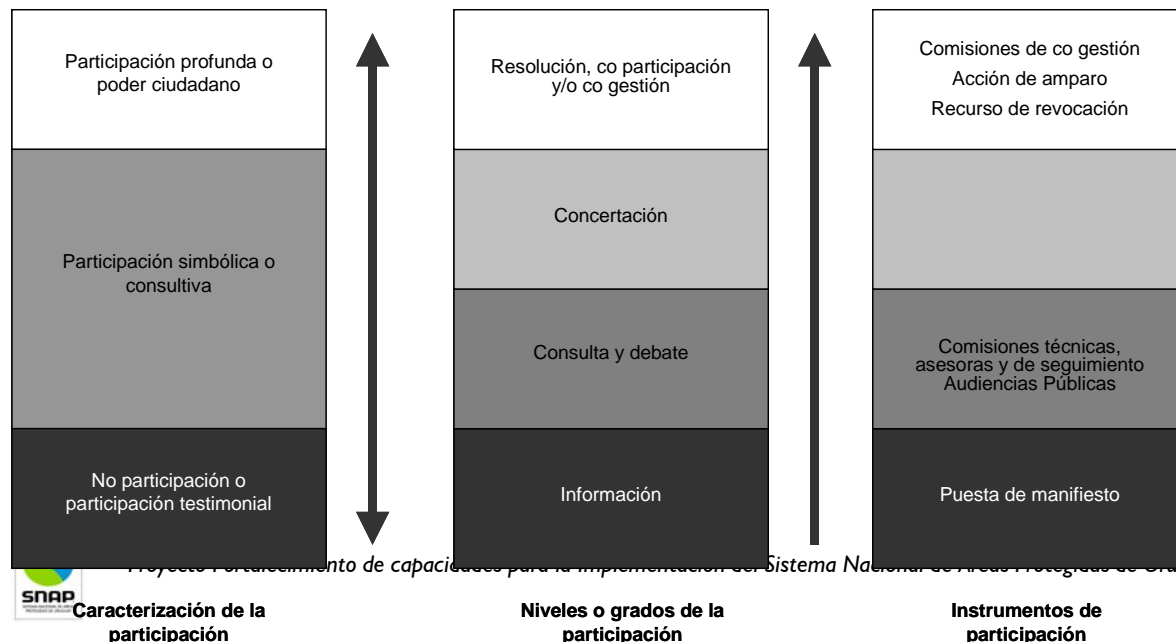 Participación profunda o
poder ciudadano
Participación simbólica o
consultiva
No participación o
participación testimonial
Resolución, co participación
y/o co gestión
Concertación
Consulta y debate
Información
Comisiones de co gestión
Acción de amparo
Recurso de revocación
Comisiones técnicas,
asesoras y de seguimiento
Audiencias Públicas
Puesta de manifiesto
Proyecto Fortalecimiento de capacidades para la implementación del Sistema Nacional de Áreas Protegidas de
SNAP
Caracterización de la
participación
Niveles o grados de la
participación
Instrumentos de
participación